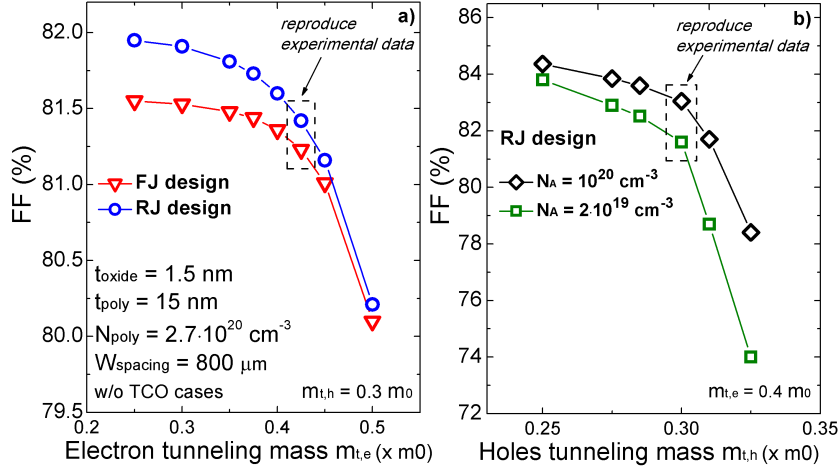 a)
reproduce
experimental data
82.0
81.5
81.0
80.5
80.0
79.5
FF (%)
FJ design
RJ design
toxide = 1.5 nm
tpoly = 15 nm
Npoly = 2.7·10^20 cm^-3
Wspacing = 800 μm
w/o TCO cases
mt,h = 0.3 m0
0.2
0.3
0.4
0.5
Electron tunneling mass mt,e (x m0)
b)
reproduce
experimental data
86
84
82
80
78
76
74
72
FF (%)
RJ design
NA = 10^20 cm^-3
NA = 2·10^19 cm^-3
mt,e = 0.4 m0
0.25
0.30
0.35
Holes tunneling mass mt,h (x m0)